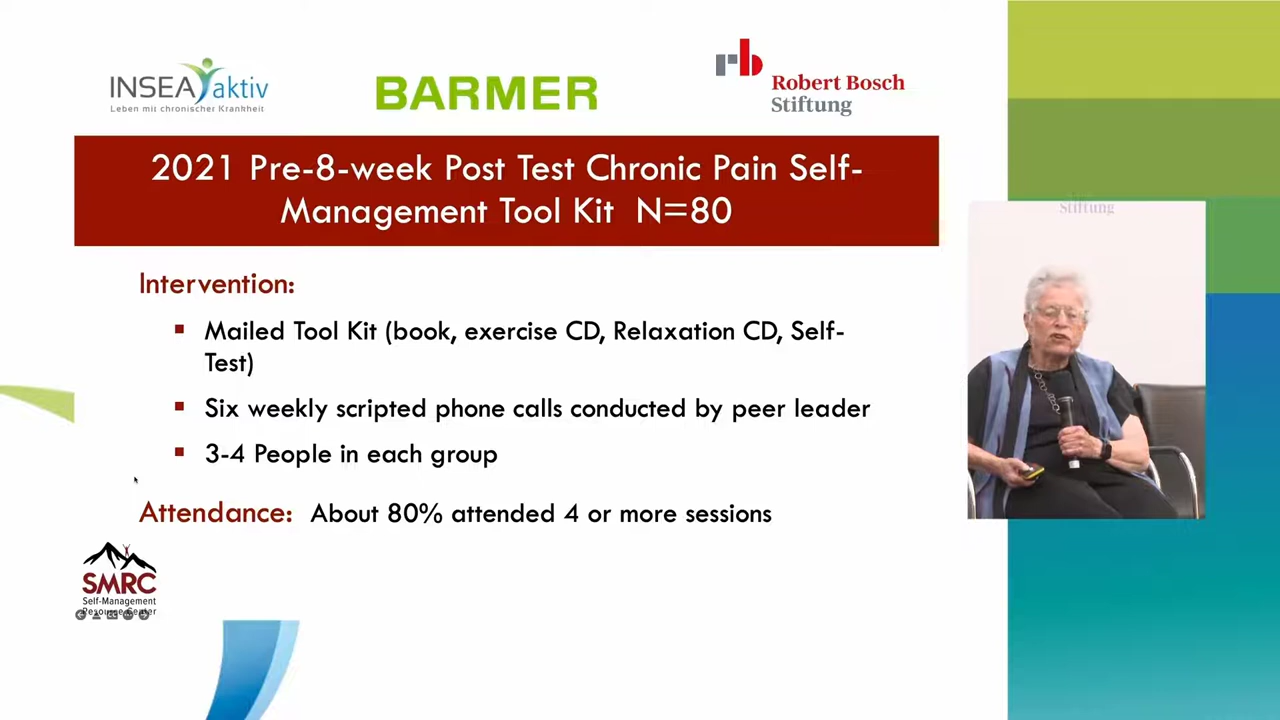 INSEA aktiv
Leben mit chronischer Krankheit
BARMER
rb
Robert Bosch
Stiftung
2021 Pre-8-week Post Test Chronic Pain Self-
Management Tool Kit N=80
Intervention:
▪ Mailed Tool Kit (book, exercise CD, Relaxation CD, Self-
Test)
▪ Six weekly scripted phone calls conducted by peer leader
▪ 3-4 People in each group
Attendance: About 80% attended 4 or more sessions
SMRC
Self-Management
Resource Center
Stiftung